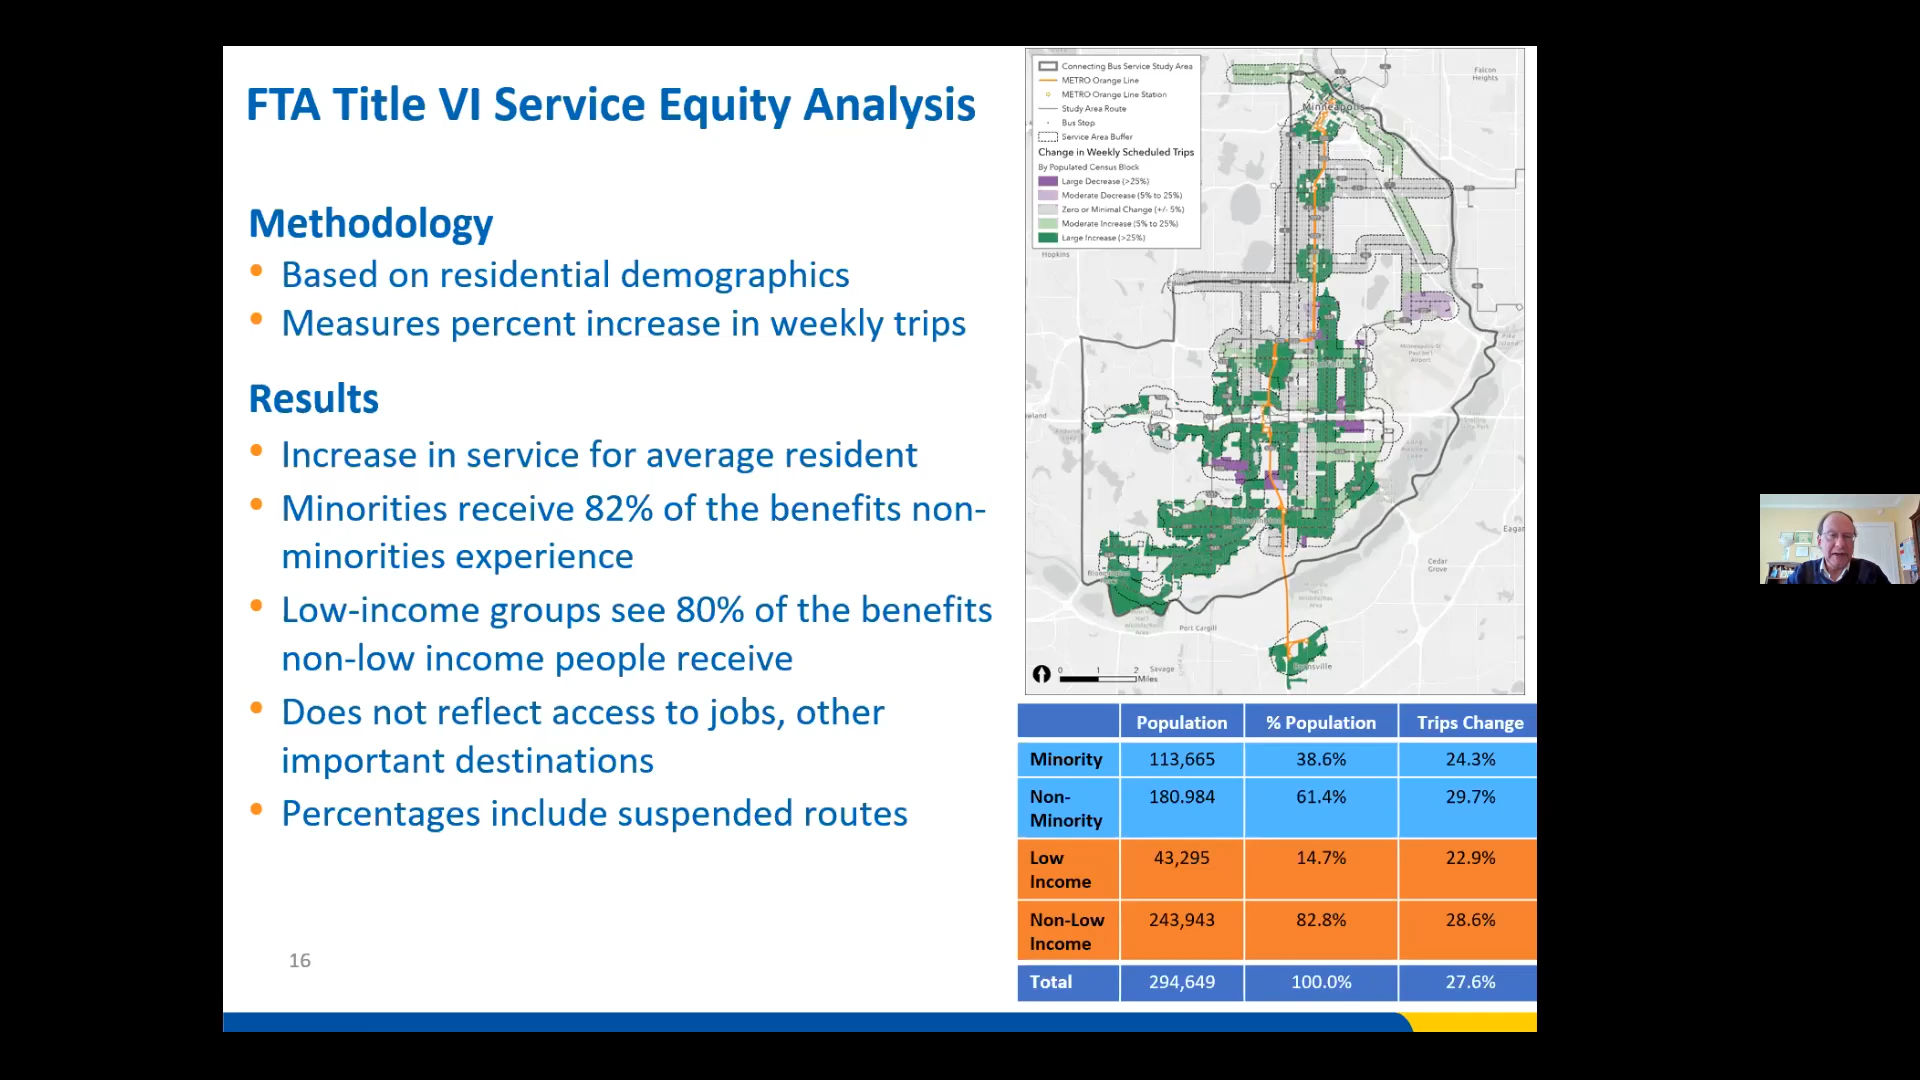 FTA Title VI Service Equity Analysis
Methodology
• Based on residential demographics
• Measures percent increase in weekly trips
Results
• Increase in service for average resident
• Minorities receive 82% of the benefits non-
minorities experience
• Low-income groups see 80% of the benefits
non-low income people receive
• Does not reflect access to jobs, other
important destinations
• Percentages include suspended routes
16
Connecting Bus Service Study Area
METRO Orange Line
METRO Orange Line Station
Study Area Route
Bus Stop
Service Area Buffer
Change in Weekly Scheduled Trips
By Populated Census Block
Large Decrease (>25%)
Moderate Decrease (5% to 25%)
Zero or Minimal Change (+/- 5%)
Moderate Increase (5% to 25%)
Large Increase (>25%)
Falcon
Heights
Minneapolis
Hopkins
Minneapolis-St
Paul Int'l
Airport
Eagan
Cedar
Grove
Port Cargill
Savage
Burnsville
0 1 2
Miles
Population % Population Trips Change
Minority 113,665 38.6% 24.3%
Non-
Minority 180.984 61.4% 29.7%
Low
Income 43,295 14.7% 22.9%
Non-Low
Income 243,943 82.8% 28.6%
Total 294,649 100.0% 27.6%